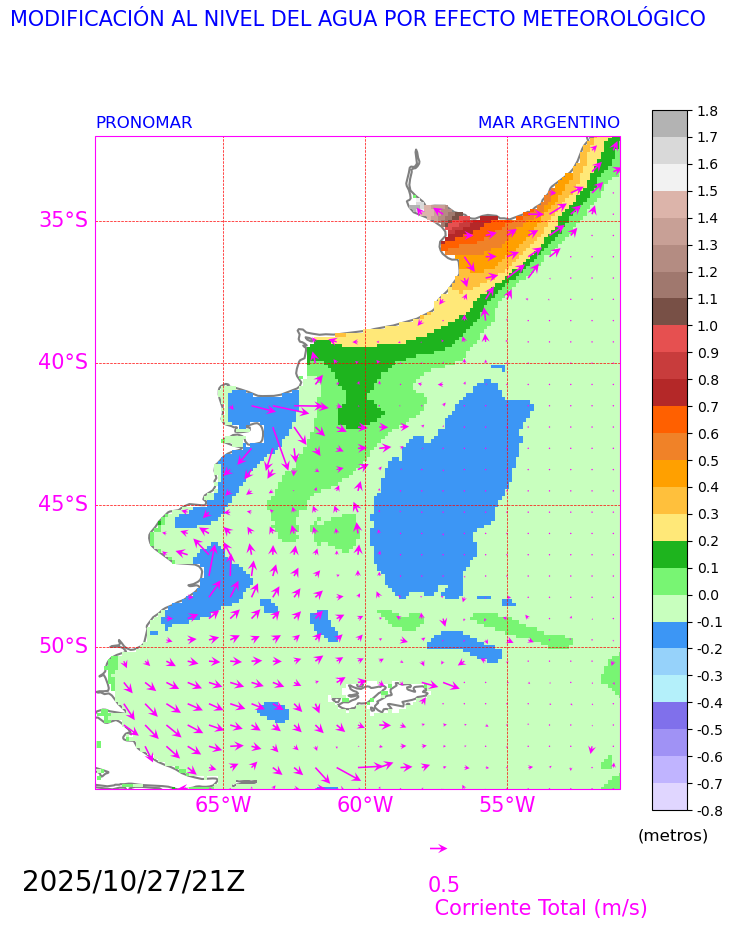 MODIFICACIÓN AL NIVEL DEL AGUA POR EFECTO METEOROLÓGICO
PRONOMAR
MAR ARGENTINO
35°S
40°S
45°S
50°S
65°W
60°W
55°W
1.8
1.7
1.6
1.5
1.4
1.3
1.2
1.1
1.0
0.9
0.8
0.7
0.6
0.5
0.4
0.3
0.2
0.1
0.0
-0.1
-0.2
-0.3
-0.4
-0.5
-0.6
-0.7
-0.8
(metros)
2025/10/27/21Z
0.5
Corriente Total (m/s)